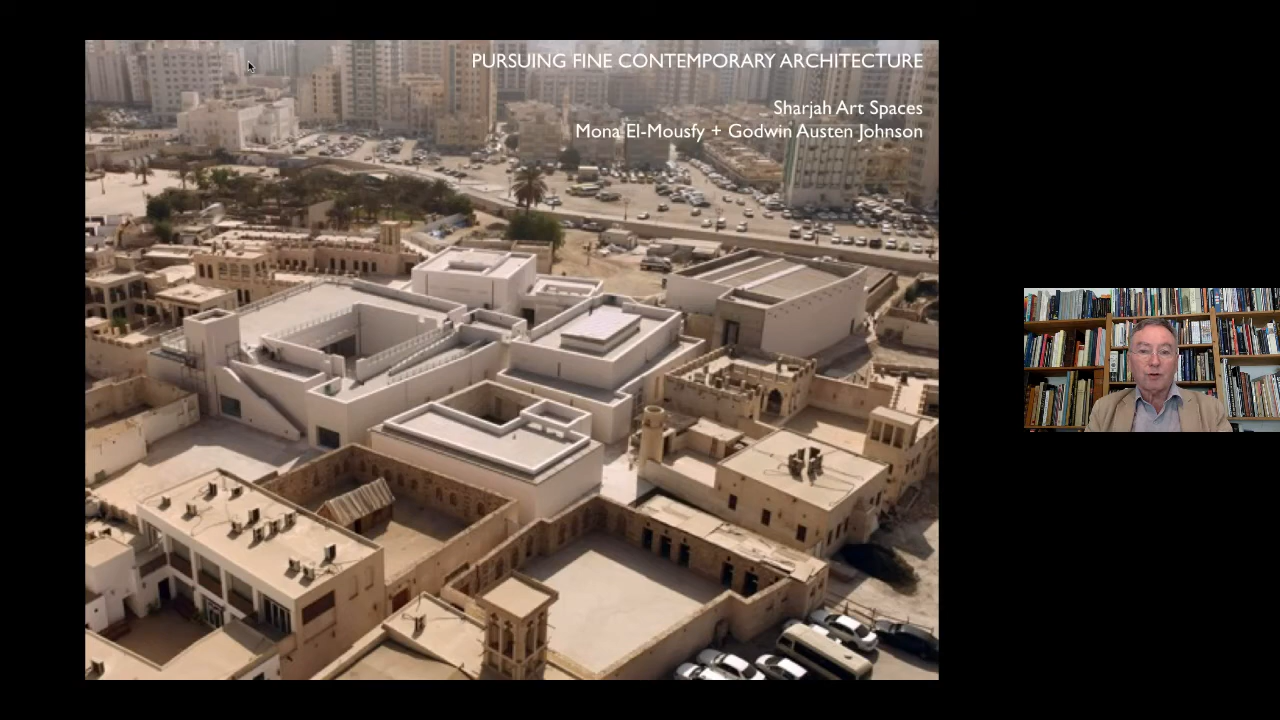 PURSUING FINE CONTEMPORARY ARCHITECTURE
Sharjah Art Spaces
Mona El-Mousfy + Godwin Austen Johnson